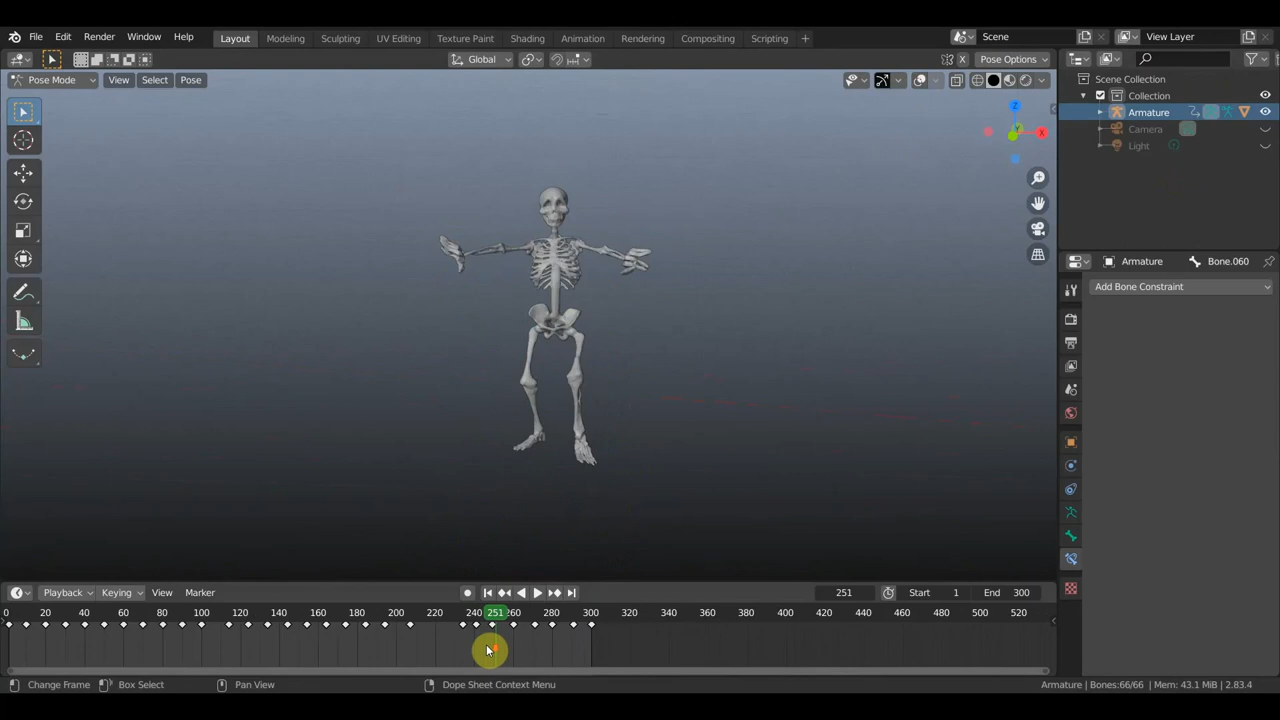 File Edit Render Window Help Layout Modeling Sculpting UV Editing Texture Paint Shading Animation Rendering Compositing Scripting + Scene View Layer
Global X Pose Options
Pose Mode View Select Pose
Scene Collection
Collection
Armature
Camera
Light
Z
Y
X
Armature Bone.060
Add Bone Constraint
Playback Keying View Marker 251 Start 1 End 300
0 20 40 60 80 100 120 140 160 180 200 220 240 251 260 280 300 320 340 360 380 400 420 440 460 480 500 520
Change Frame Box Select Pan View Dope Sheet Context Menu Armature | Bones:66/66 | Mem: 43.1 MiB | 2.83.4